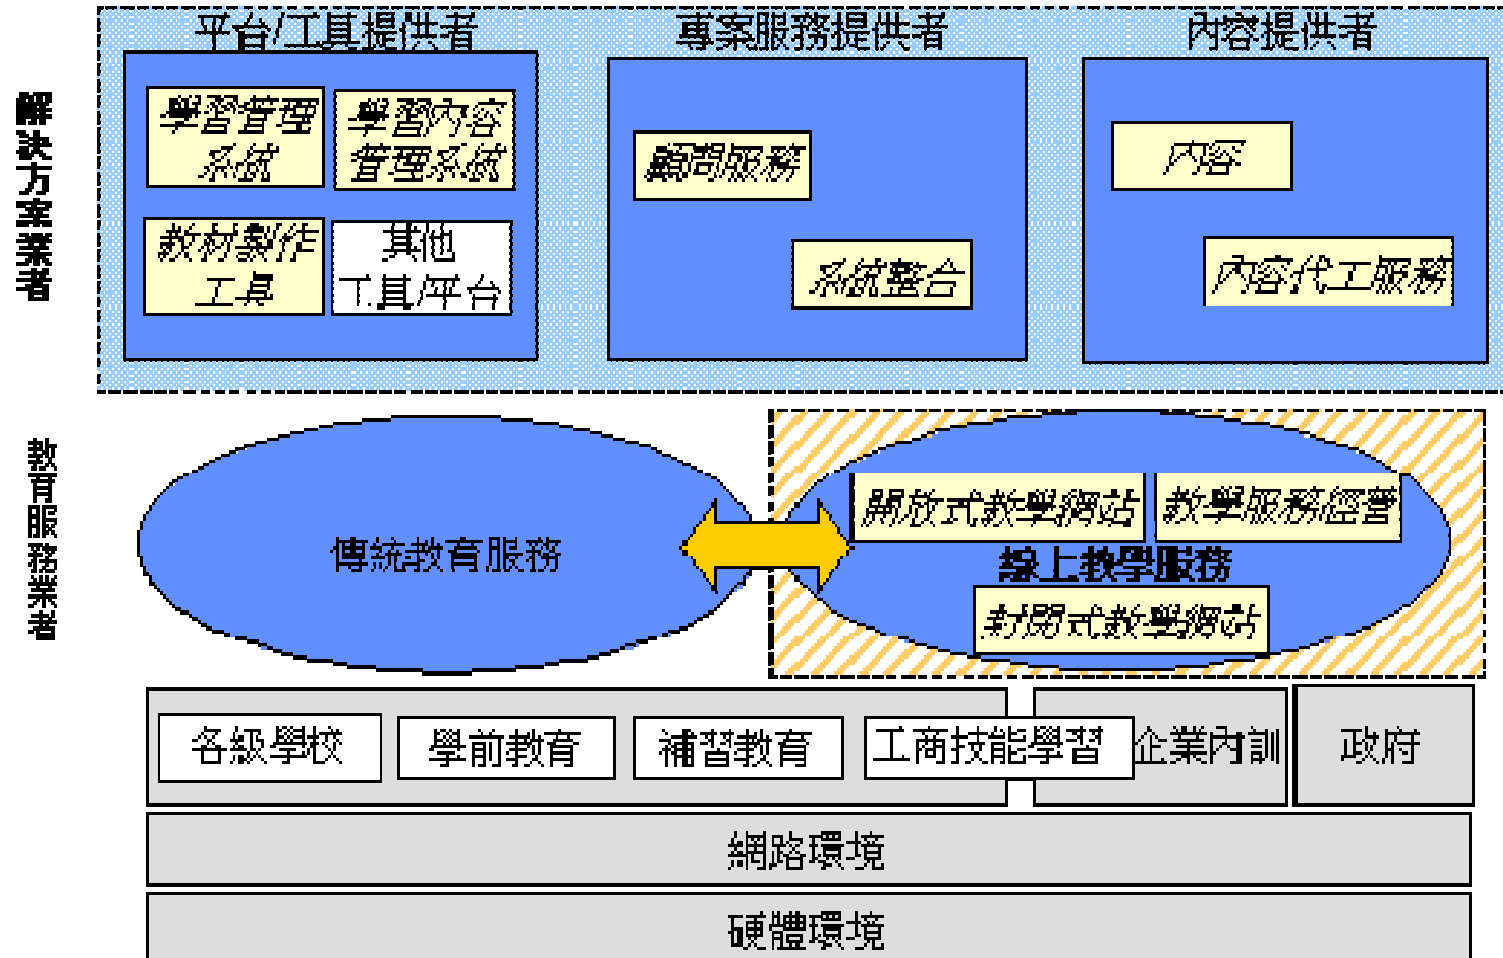 平台/工具提供者
專案服務提供者
內容提供者
解決方案業者
學習管理
系統
學習內容
管理系統
教材製作
工具
其他
工具/平台
顧問服務
系統整合
內容
內容代工服務
教育服務業者
傳統教育服務
開放式教學網站
教學服務經營
線上教學服務
封閉式教學網站
各級學校
學前教育
補習教育
工商技能學習
企業內訓
政府
網路環境
硬體環境